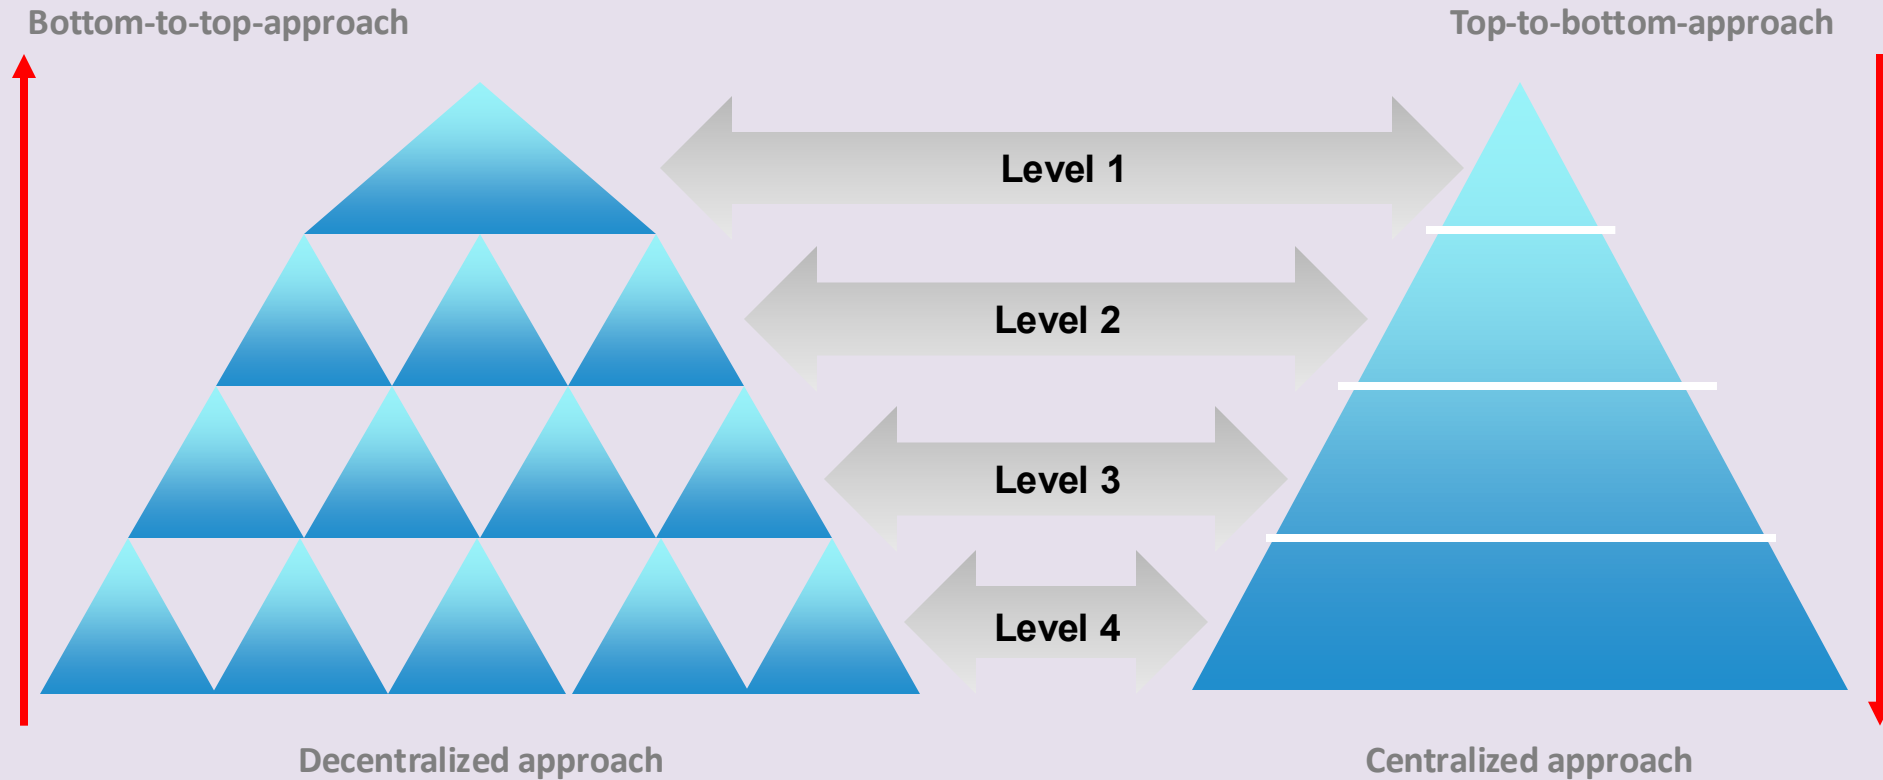 Bottom-to-top-approach
Top-to-bottom-approach
Level 1
Level 2
Level 3
Level 4
Decentralized approach
Centralized approach